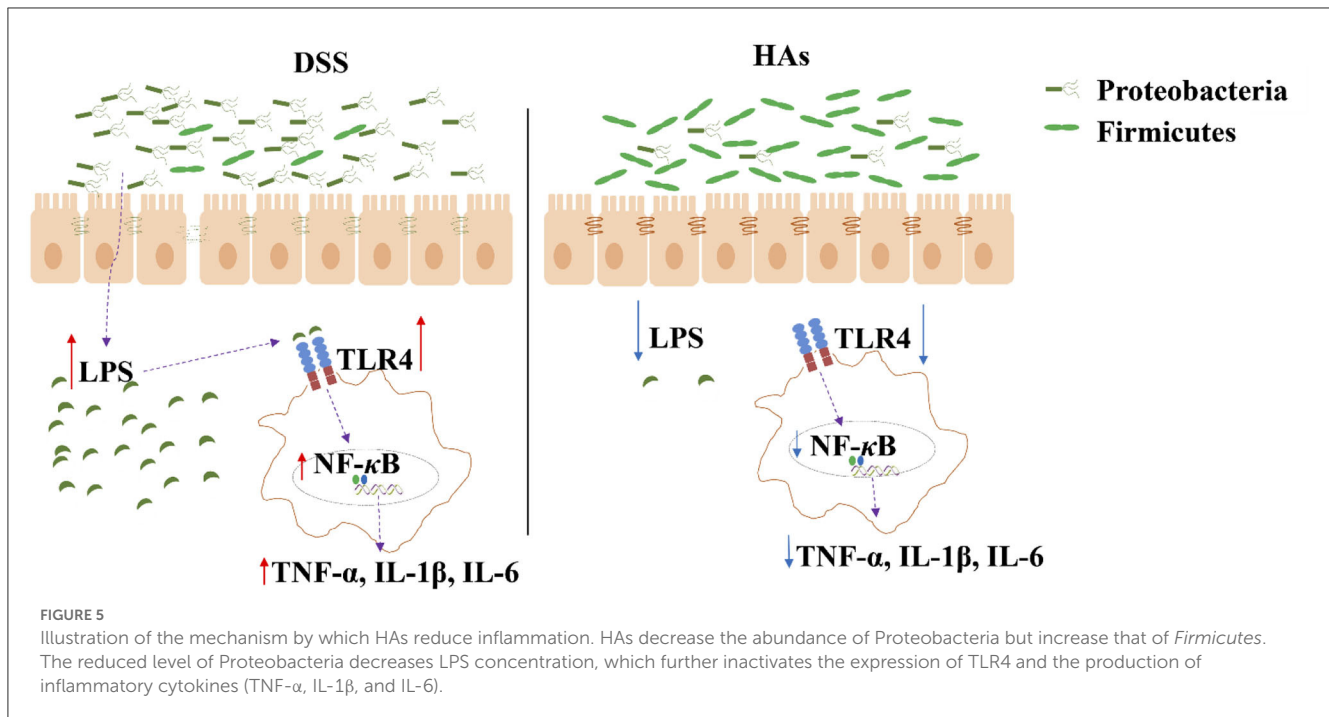 DSS
HAs
Proteobacteria
Firmicutes
LPS
TLR4
NF-κB
TNF-α, IL-1β, IL-6
LPS
TLR4
NF-κB
TNF-α, IL-1β, IL-6
FIGURE 5
Illustration of the mechanism by which HAs reduce inflammation. HAs decrease the abundance of Proteobacteria but increase that of Firmicutes.
The reduced level of Proteobacteria decreases LPS concentration, which further inactivates the expression of TLR4 and the production of
inflammatory cytokines (TNF-α, IL-1β, and IL-6).